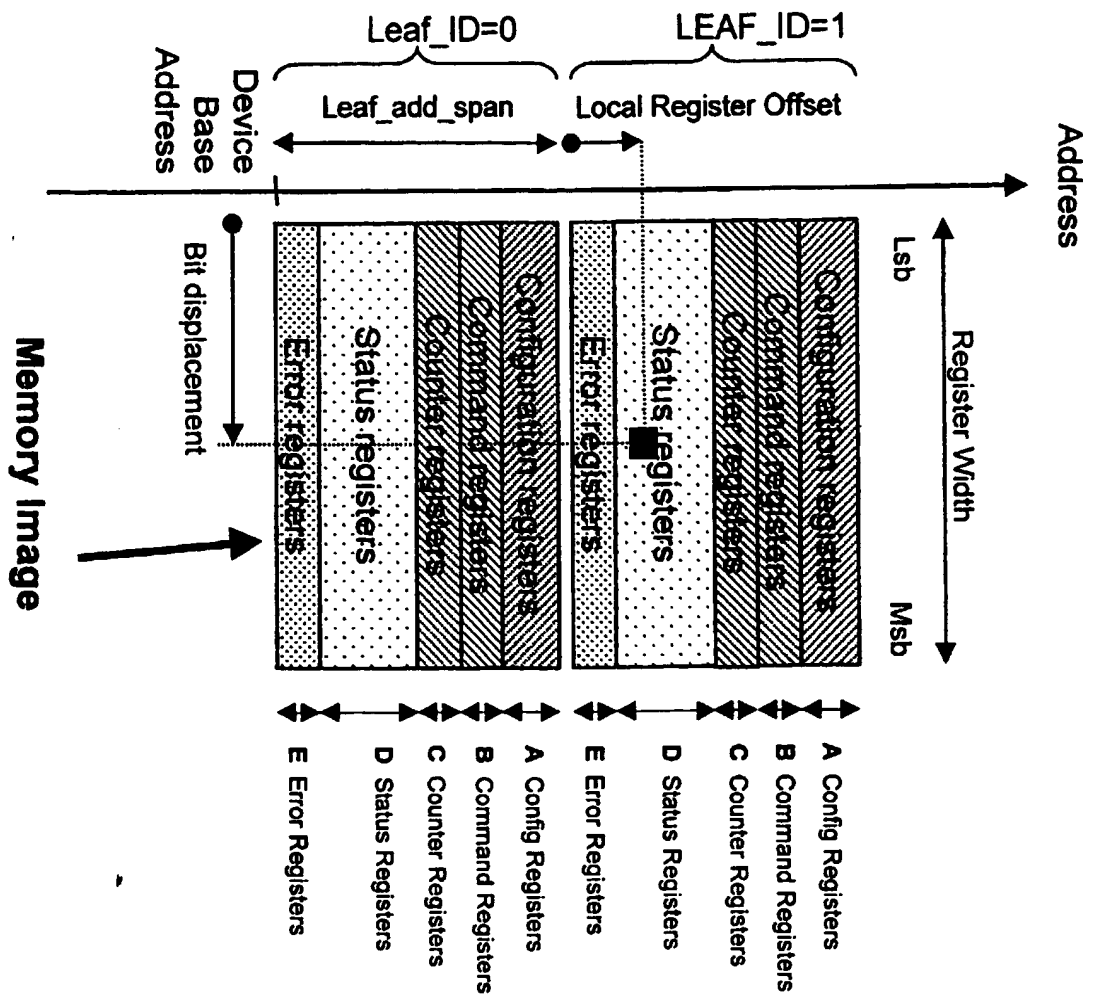 Leaf_ID=0
LEAF_ID=1
Leaf_add_span
Local Register Offset
Address
Device
Base
Address
Lsb
Register Width
Msb
Bit displacement
Configuration registers
Command registers
Counter registers
Status registers
Error registers
Configuration registers
Command registers
Counter registers
Status registers
Error registers
A Config Registers
B Command Registers
C Counter Registers
D Status Registers
E Error Registers
A Config Registers
B Command Registers
C Counter Registers
D Status Registers
E Error Registers
Memory Image